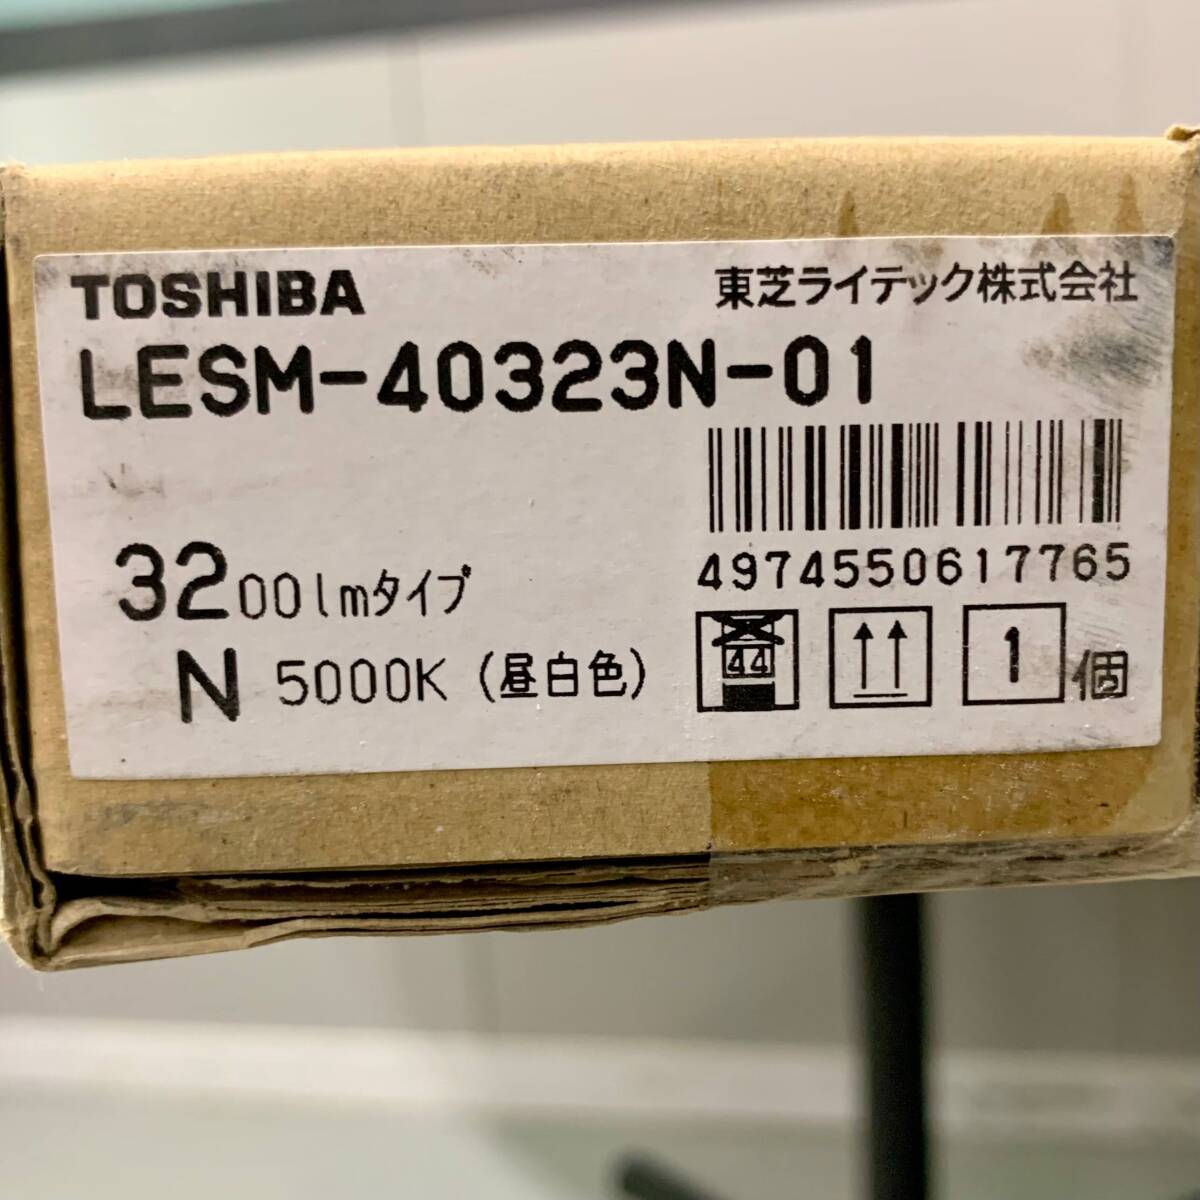 TOSHIBA
東芝ライテック株式会社
LESM-40323N-01
4974550617765
3200lmタイプ
N 5000K (昼白色)
44
1個